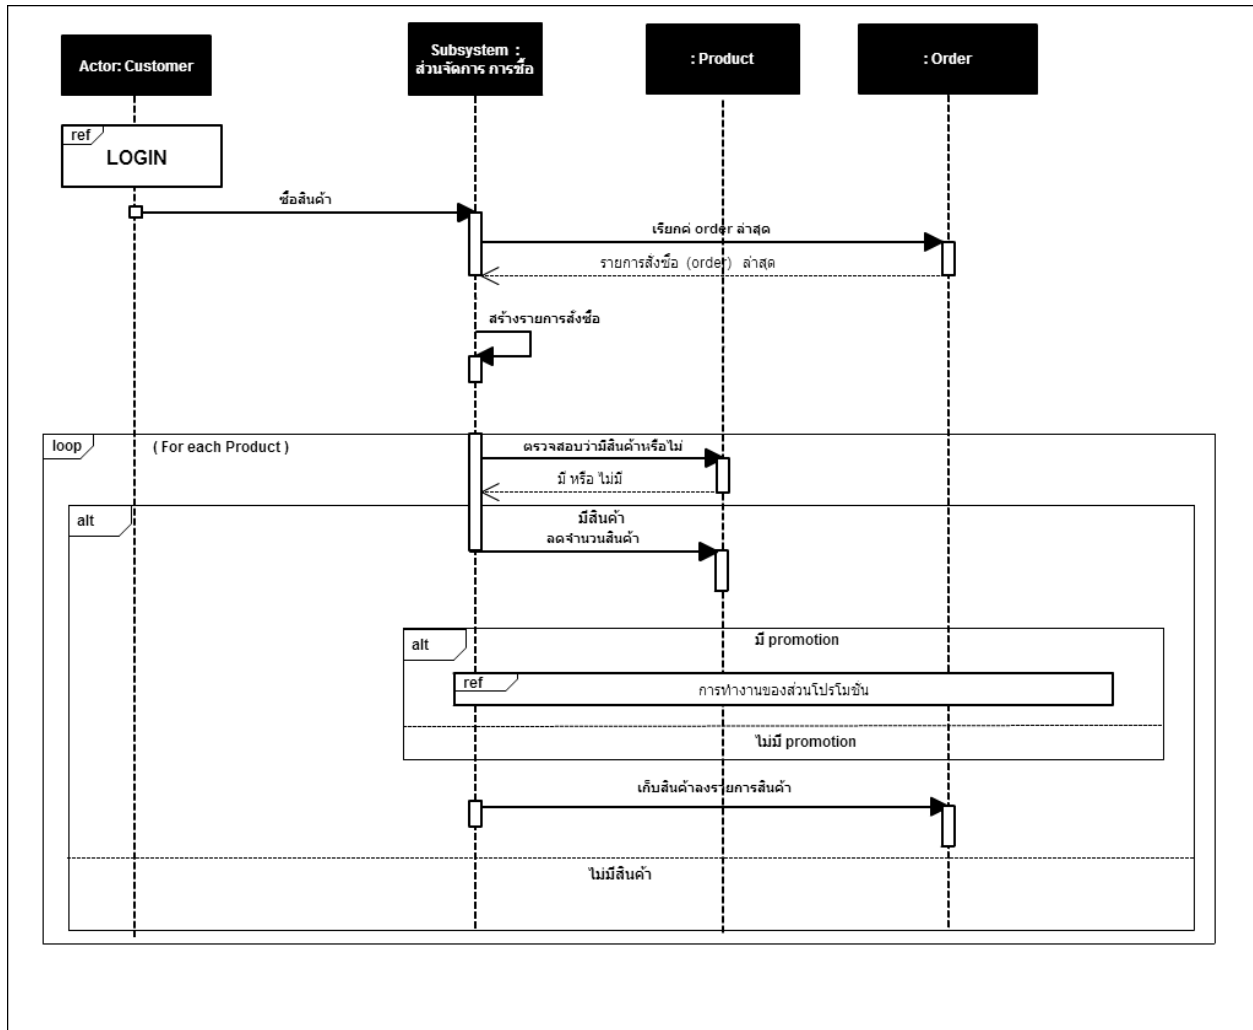 Actor: Customer
Subsystem :
ส่วนจัดการ การซื้อ
: Product
: Order
ref
LOGIN
ซื้อสินค้า
เรียกค่ order ล่าสุด
รายการสั่งซื้อ (order) ล่าสุด
สร้างรายการสั่งซื้อ
loop
( For each Product )
ตรวจสอบว่ามีสินค้าหรือไม่
มี หรือ ไม่มี
alt
มีสินค้า
ลดจำนวนสินค้า
alt
มี promotion
ref
การทำงานของส่วนโปรโมชั่น
ไม่มี promotion
เก็บสินค้าลงรายการสินค้า
ไม่มีสินค้า